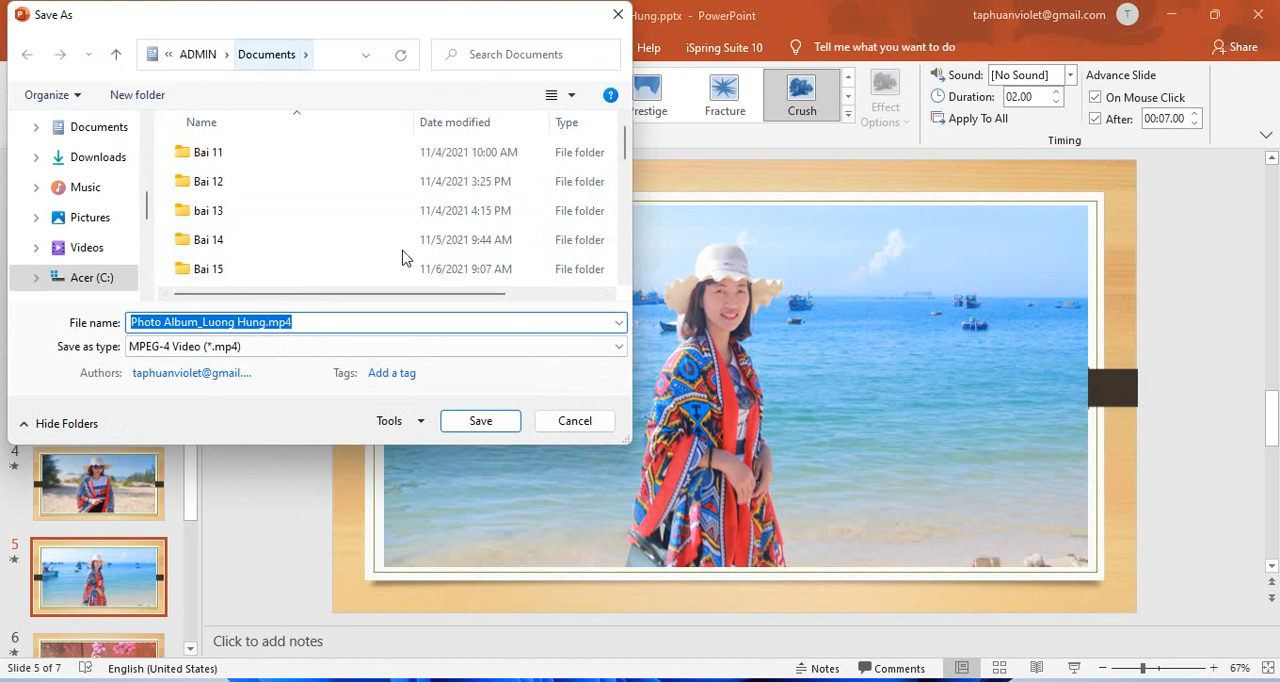 Save As
Hung.pptx - PowerPoint
taphuanviolet@gmail.com
T
ADMIN
Documents
Search Documents
Help
iSpring Suite 10
Tell me what you want to do
Share
Organize
New folder
restige
Fracture
Crush
Effect
Options
Sound:
[No Sound]
Duration:
02.00
Apply To All
Advance Slide
On Mouse Click
After:
00:07.00
Timing
Documents
Downloads
Music
Pictures
Videos
Acer (C:)
Name
Date modified
Type
Bai 11
11/4/2021 10:00 AM
File folder
Bai 12
11/4/2021 3:25 PM
File folder
bai 13
11/4/2021 4:15 PM
File folder
Bai 14
11/5/2021 9:44 AM
File folder
Bai 15
11/6/2021 9:07 AM
File folder
File name:
Photo Album_Luong Hung.mp4
Save as type:
MPEG-4 Video (*.mp4)
Authors:
taphuanviolet@gmail....
Tags:
Add a tag
Hide Folders
Tools
Save
Cancel
4
5
6
Click to add notes
Slide 5 of 7
English (United States)
Notes
Comments
67%